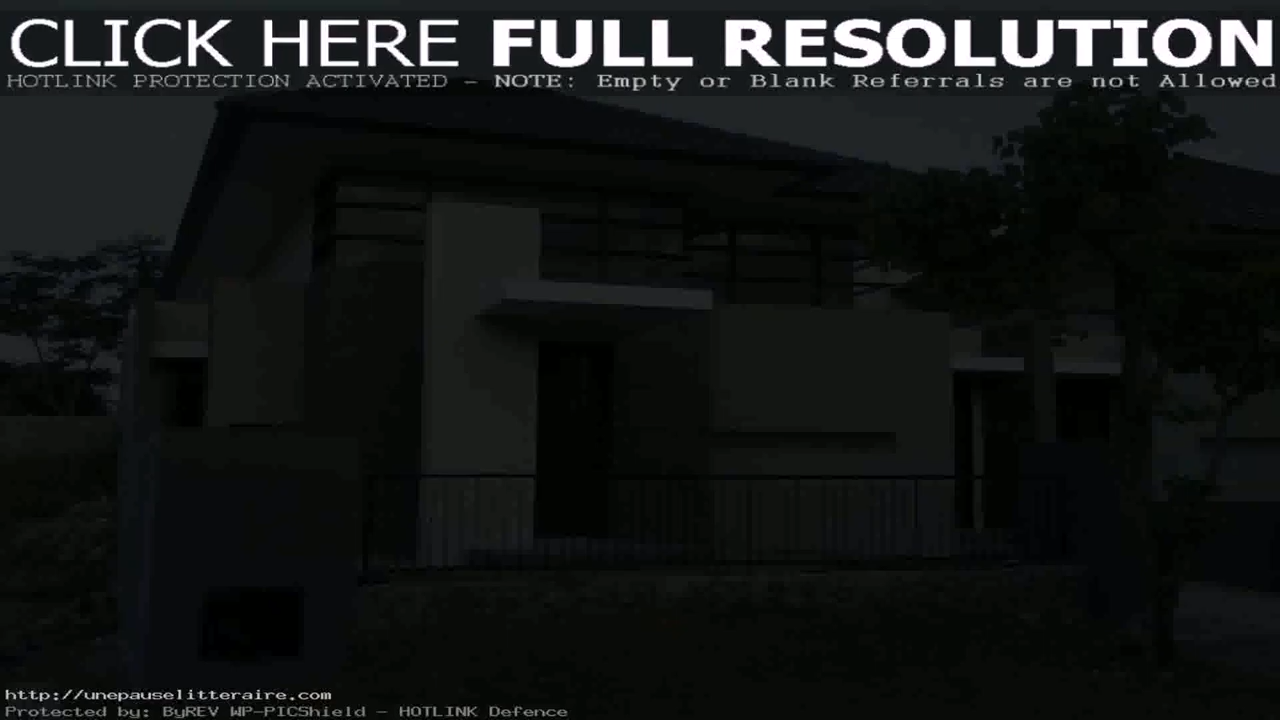 CLICK HERE FULL RESOLUTION
HOTLINK PROTECTION ACTIVATED - NOTE: Empty or Blank Referrals are not Allowed
http://unepauselitteraire.com
Protected by: ByREV WP-PICShield - HOTLINK Defence